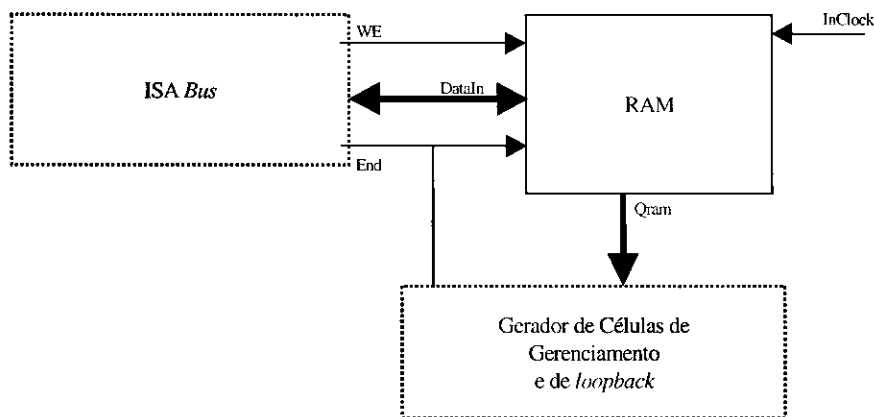 WE
InClock
ISA Bus
DataIn
RAM
End
Qram
Gerador de Células de
Gerenciamento
e de loopback